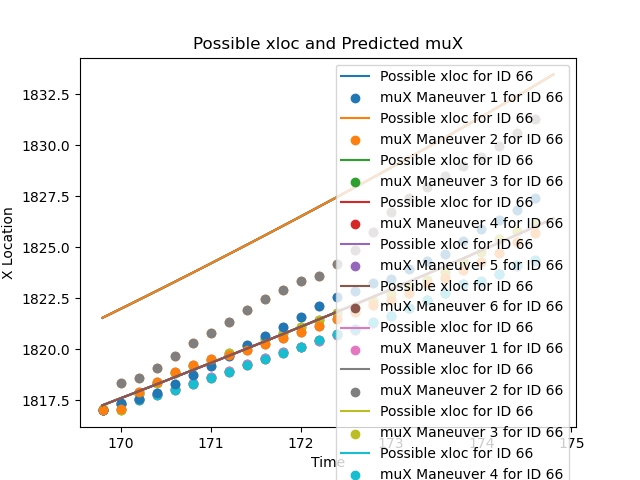 Possible xloc and Predicted muX
X Location
1832.5
1830.0
1827.5
1825.0
1822.5
1820.0
1817.5
Possible xloc for ID 66
muX Maneuver 1 for ID 66
Possible xloc for ID 66
muX Maneuver 2 for ID 66
Possible xloc for ID 66
muX Maneuver 3 for ID 66
Possible xloc for ID 66
muX Maneuver 4 for ID 66
Possible xloc for ID 66
muX Maneuver 5 for ID 66
Possible xloc for ID 66
muX Maneuver 6 for ID 66
Possible xloc for ID 66
muX Maneuver 1 for ID 66
Possible xloc for ID 66
muX Maneuver 2 for ID 66
Possible xloc for ID 66
muX Maneuver 3 for ID 66
Possible xloc for ID 66
muX Maneuver 4 for ID 66
170 171 172 173 174 175
Time